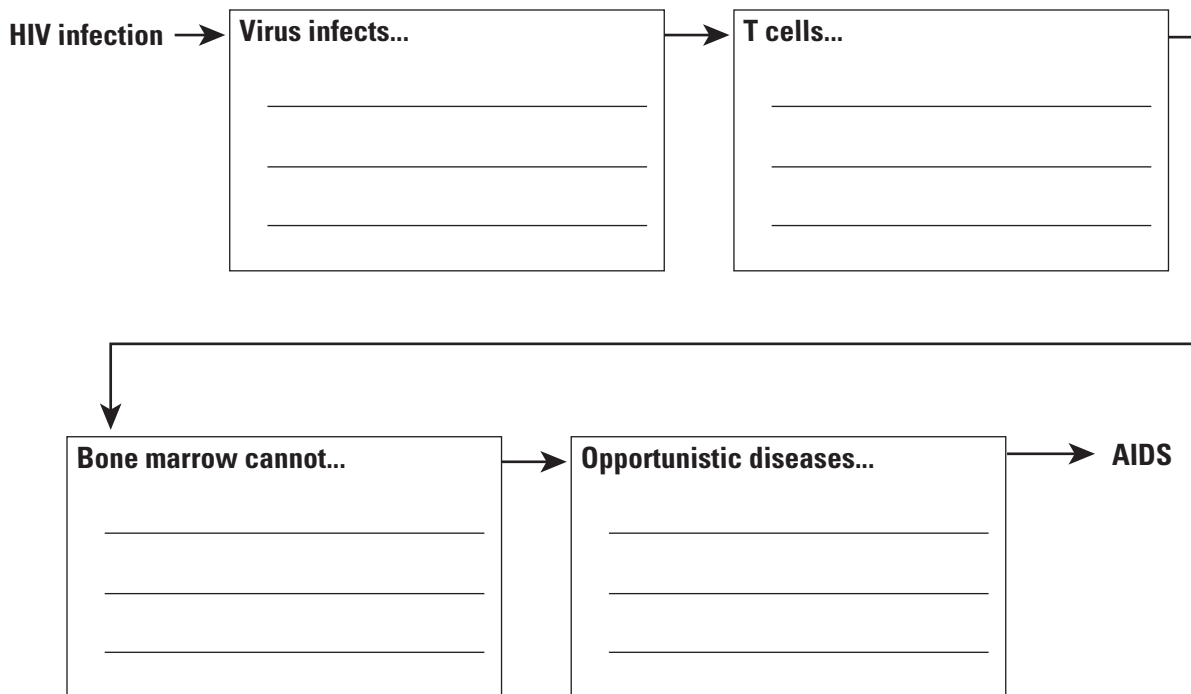 HIV infection
Virus infects...
T cells...
Bone marrow cannot...
Opportunistic diseases...
AIDS